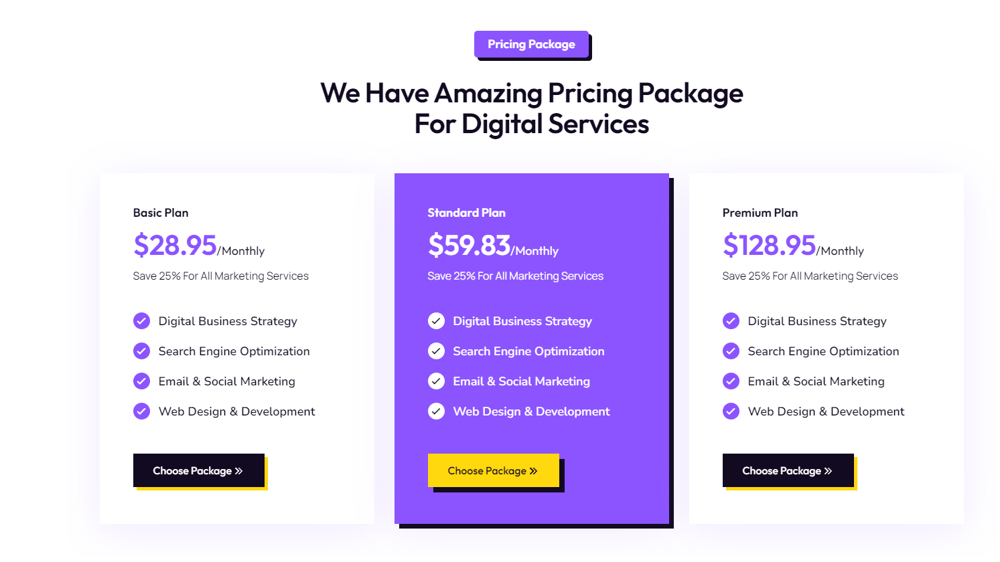 Pricing Package
We Have Amazing Pricing Package
For Digital Services
Basic Plan
$28.95/Monthly
Save 25% For All Marketing Services
Digital Business Strategy
Search Engine Optimization
Email & Social Marketing
Web Design & Development
Choose Package »
Standard Plan
$59.83/Monthly
Save 25% For All Marketing Services
Digital Business Strategy
Search Engine Optimization
Email & Social Marketing
Web Design & Development
Choose Package »
Premium Plan
$128.95/Monthly
Save 25% For All Marketing Services
Digital Business Strategy
Search Engine Optimization
Email & Social Marketing
Web Design & Development
Choose Package »